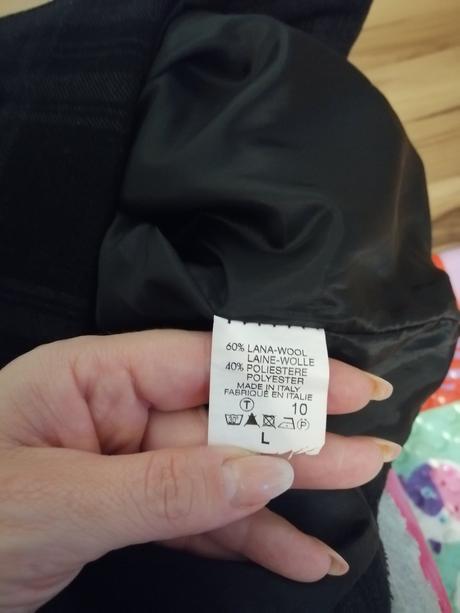 60% LANA-WOOL
LAINE-WOLLE
40% POLIESTERE
POLYESTER
MADE IN ITALY
FABRIQUE EN ITALIE
T 10
P
L